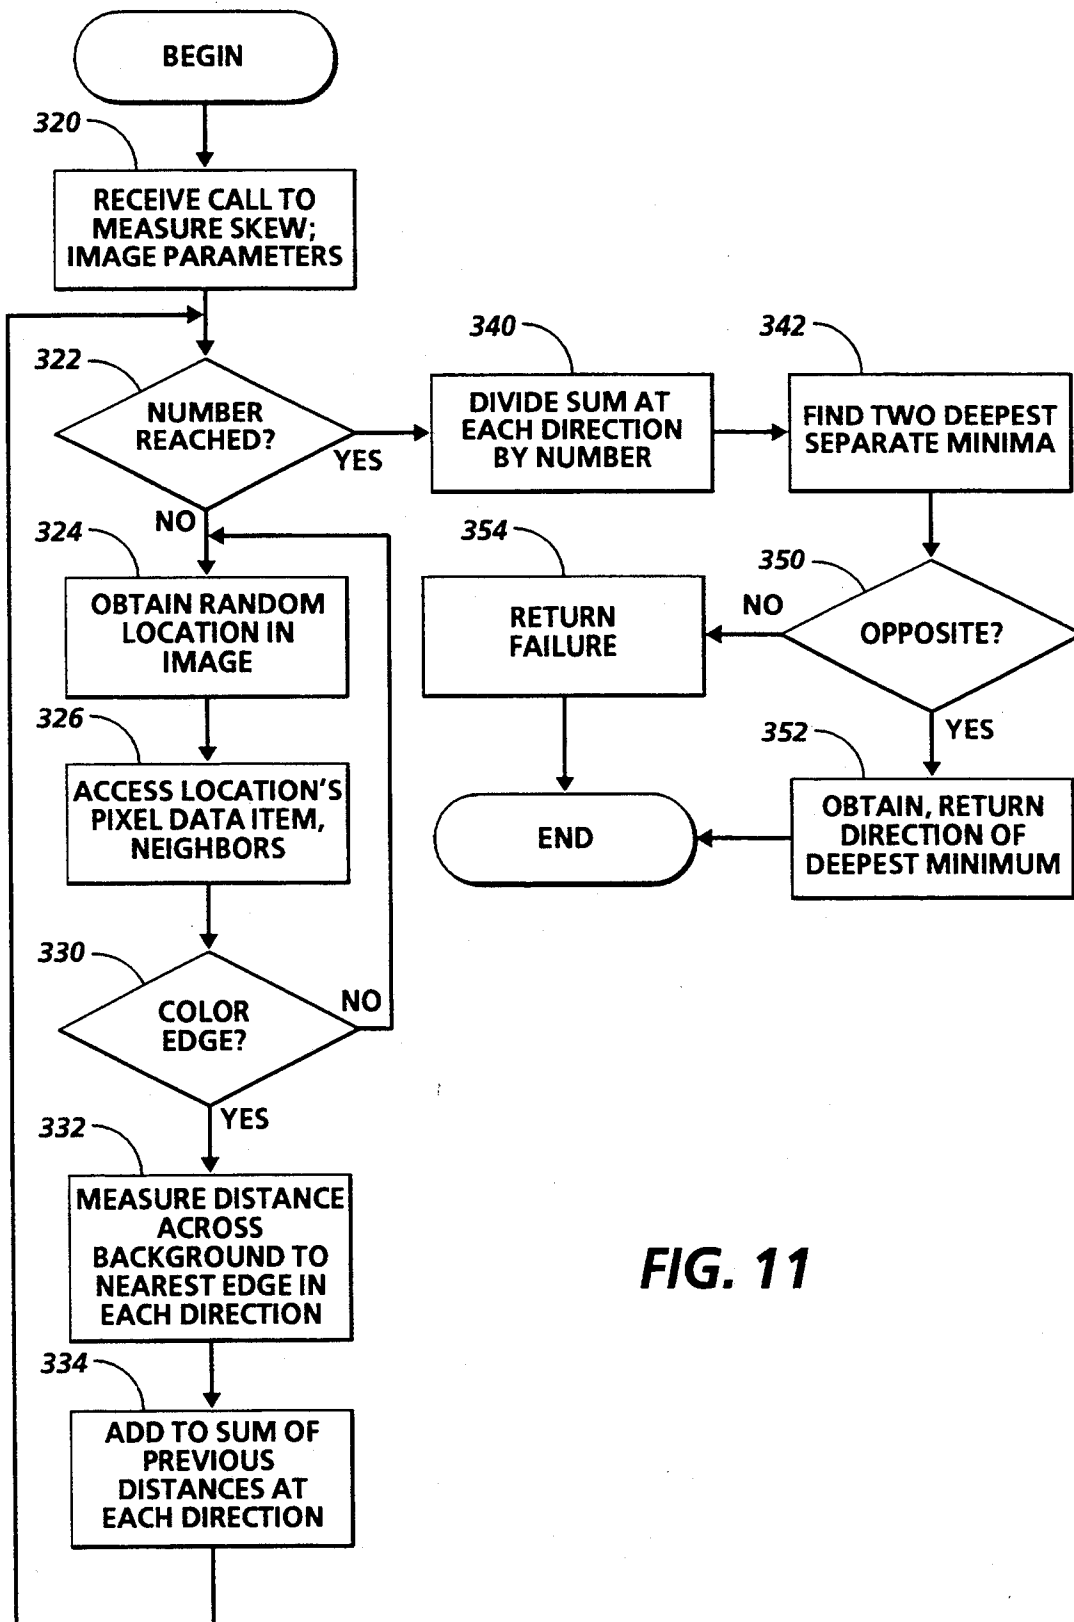 BEGIN
320
RECEIVE CALL TO
MEASURE SKEW;
IMAGE PARAMETERS
322
NUMBER
REACHED?
YES
NO
340
DIVIDE SUM AT
EACH DIRECTION
BY NUMBER
342
FIND TWO DEEPEST
SEPARATE MINIMA
350
OPPOSITE?
NO
YES
354
RETURN
FAILURE
352
OBTAIN, RETURN
DIRECTION OF
DEEPEST MINIMUM
END
324
OBTAIN RANDOM
LOCATION IN
IMAGE
326
ACCESS LOCATION'S
PIXEL DATA ITEM,
NEIGHBORS
330
COLOR
EDGE?
NO
YES
332
MEASURE DISTANCE
ACROSS
BACKGROUND TO
NEAREST EDGE IN
EACH DIRECTION
334
ADD TO SUM OF
PREVIOUS
DISTANCES AT
EACH DIRECTION
FIG. 11